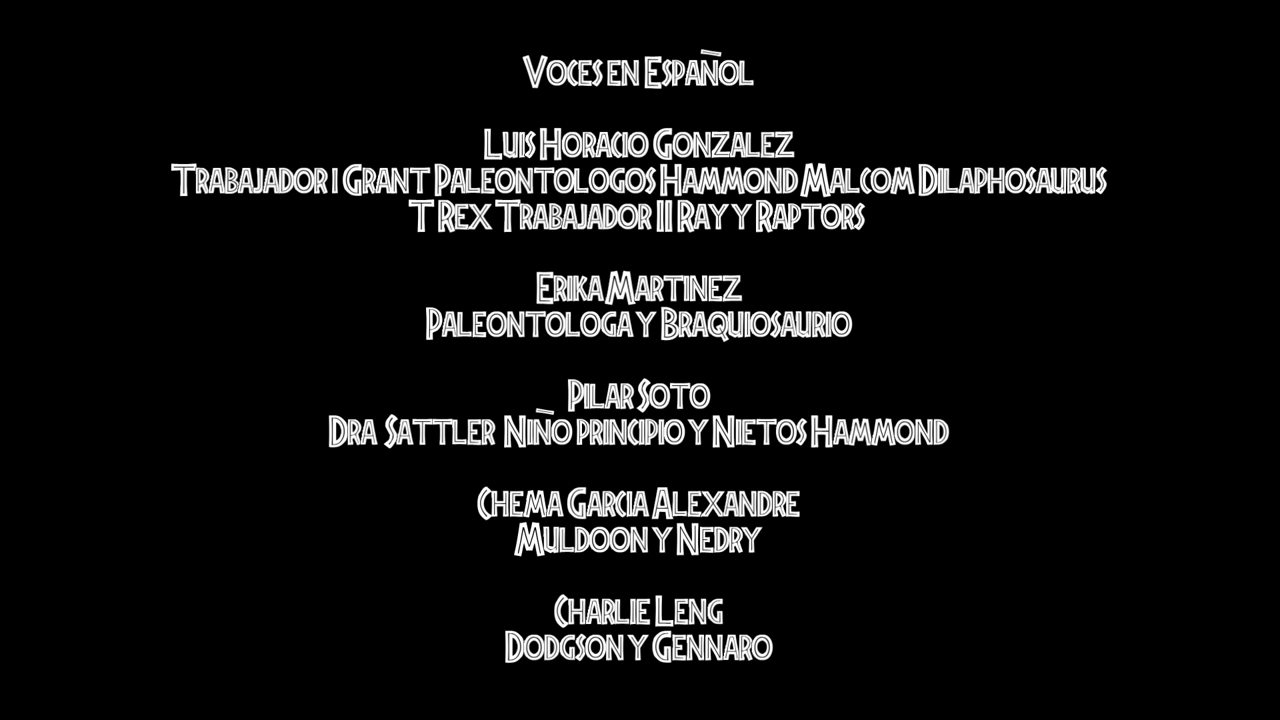 Voces en Español
Luis Horacio Gonzalez
Trabajador I Grant Paleontologos Hammond Malcom Dilaphosaurus
T Rex Trabajador II Ray y Raptors
Erika Martinez
Paleontologa y Braquiosaurio
Pilar Soto
Dra Sattler Niño principio y Nietos Hammond
Chema Garcia Alexandre
Muldoon y Nedry
Charlie Leng
Dodgson y Gennaro